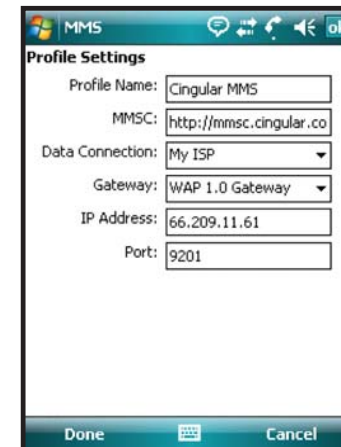 MMS
Profile Settings
Profile Name: Cingular MMS
MMSC: http://mmsc.cingular.co
Data Connection: My ISP
Gateway: WAP 1.0 Gateway
IP Address: 66.209.11.61
Port: 9201
Done Cancel